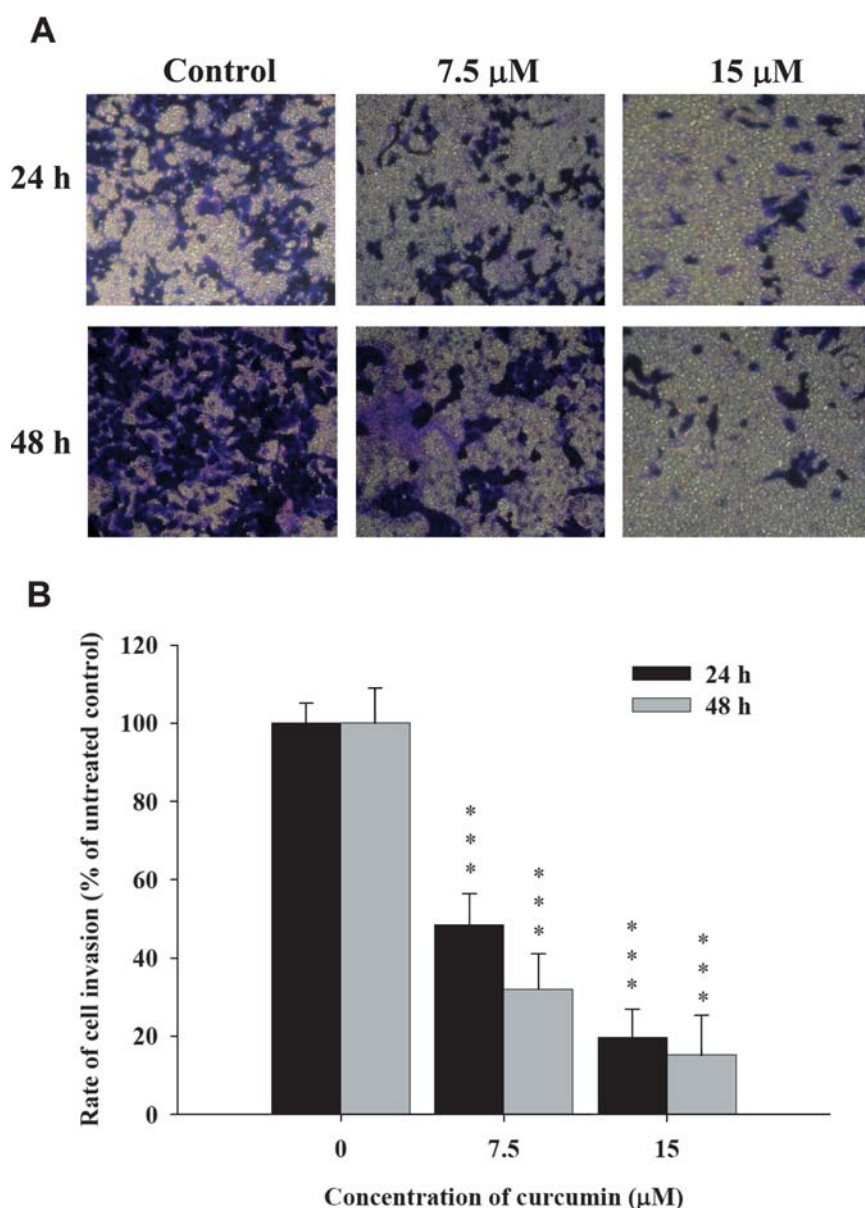 A
Control 7.5 μM 15 μM
24 h
48 h
B
Rate of cell invasion (% of untreated control)
120
100
80
60
40
20
0
24 h
48 h
* * *
* * *
* * *
* * *
0 7.5 15
Concentration of curcumin (μM)